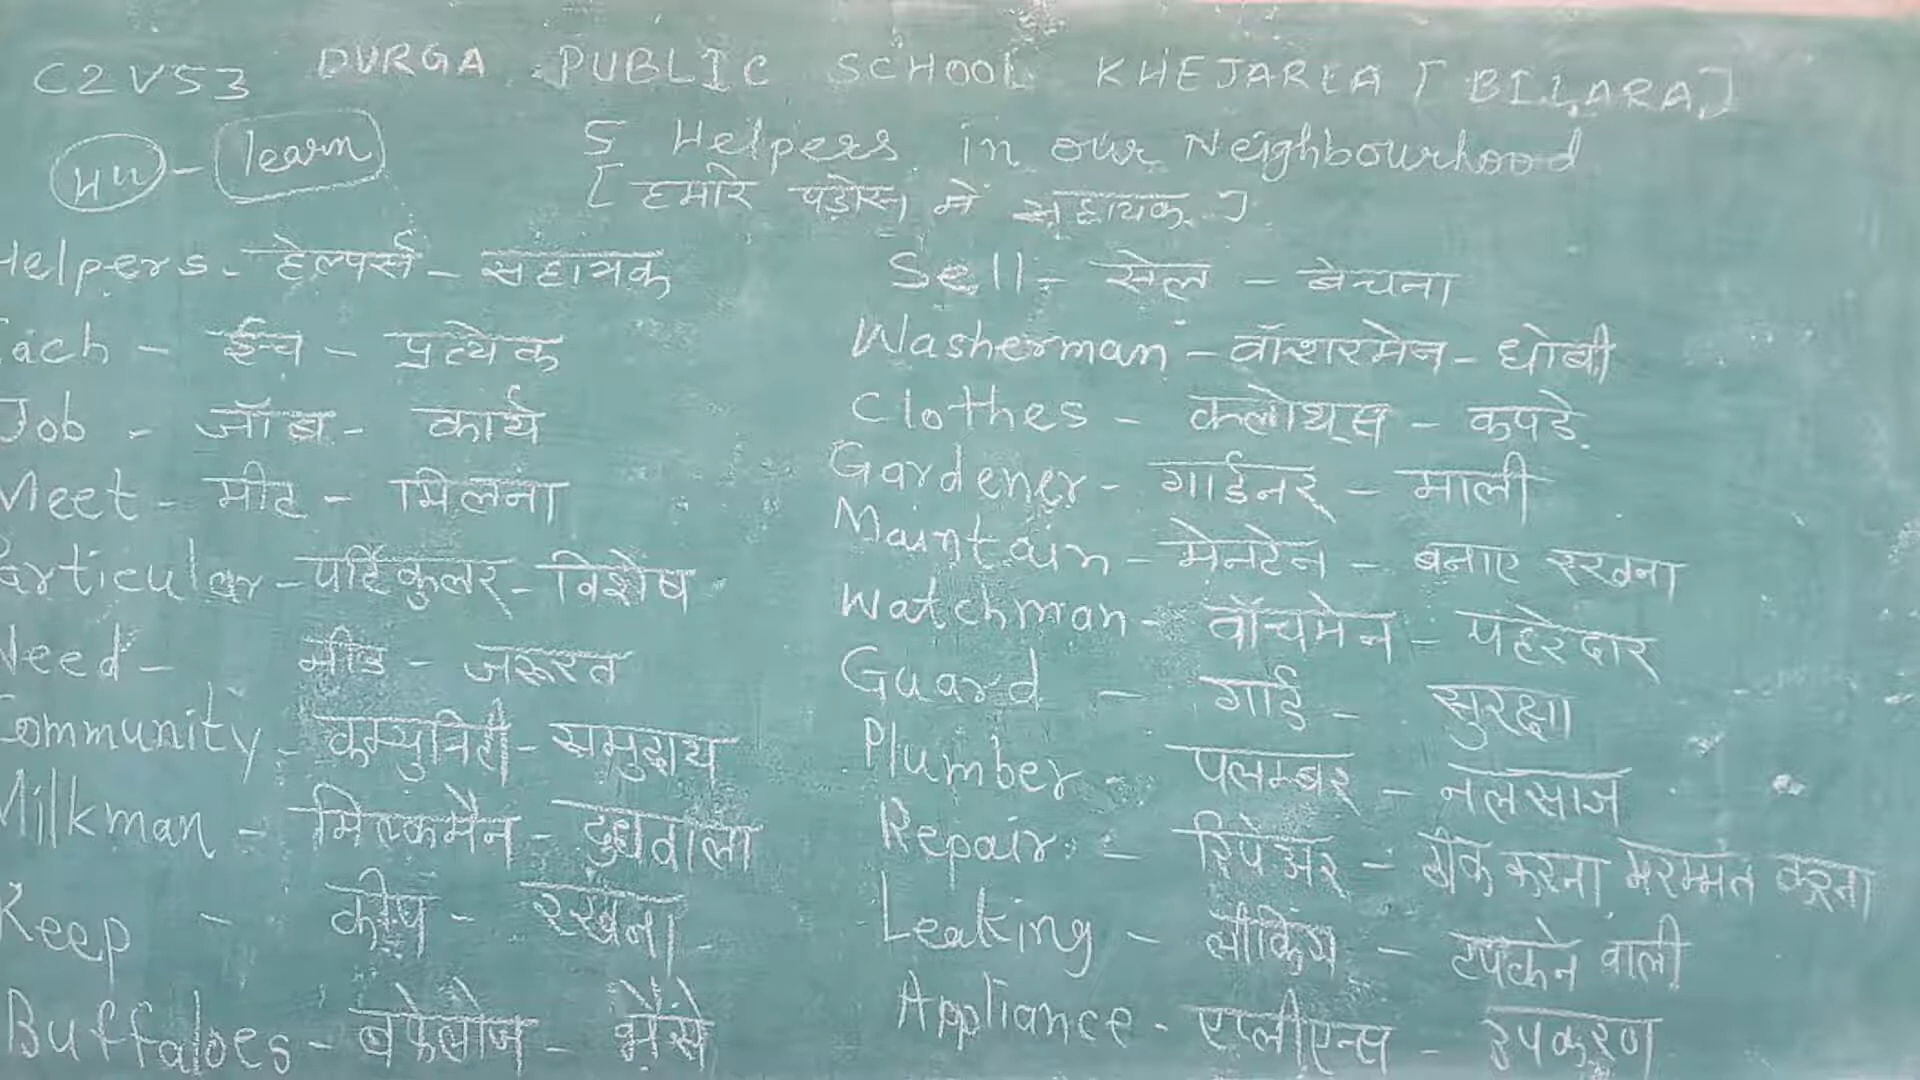 C2V53 DURGA PUBLIC SCHOOL KHEJARLA [BILARA]
HW - learn
5 Helpers in our Neighbourhood
[हमारे पड़ोस मे सहायक]
Helpers - हेल्पर्स - सहायक
Each - ईच - प्रत्येक
Job - जॉब - कार्य
Meet - मीट - मिलना
Particular - पर्टिकुलर - विशेष
Need - नीड - जरूरत
Community - कम्युनिटी - समुदाय
Milkman - मिल्कमैन - दुधवाला
Keep - कीप - रखना
Buffaloes - बफेलोज - भैंसे
Sell - सेल - बेचना
Washerman - वॉशरमेन - धोबी
Clothes - क्लोथ्स - कपडे
Gardener - गार्डनर - माली
Maintain - मेनटेन - बनाए रखना
Watchman - वॉचमेन - पहरेदार
Guard - गार्ड - सुरक्षा
Plumber - पलम्बर - नलसाज
Repair - रिपेअर - ठीक करना, मरम्मत करना
Leaking - लीकिंग - टपकने वाली
Appliance - एप्लीएन्स - उपकरण